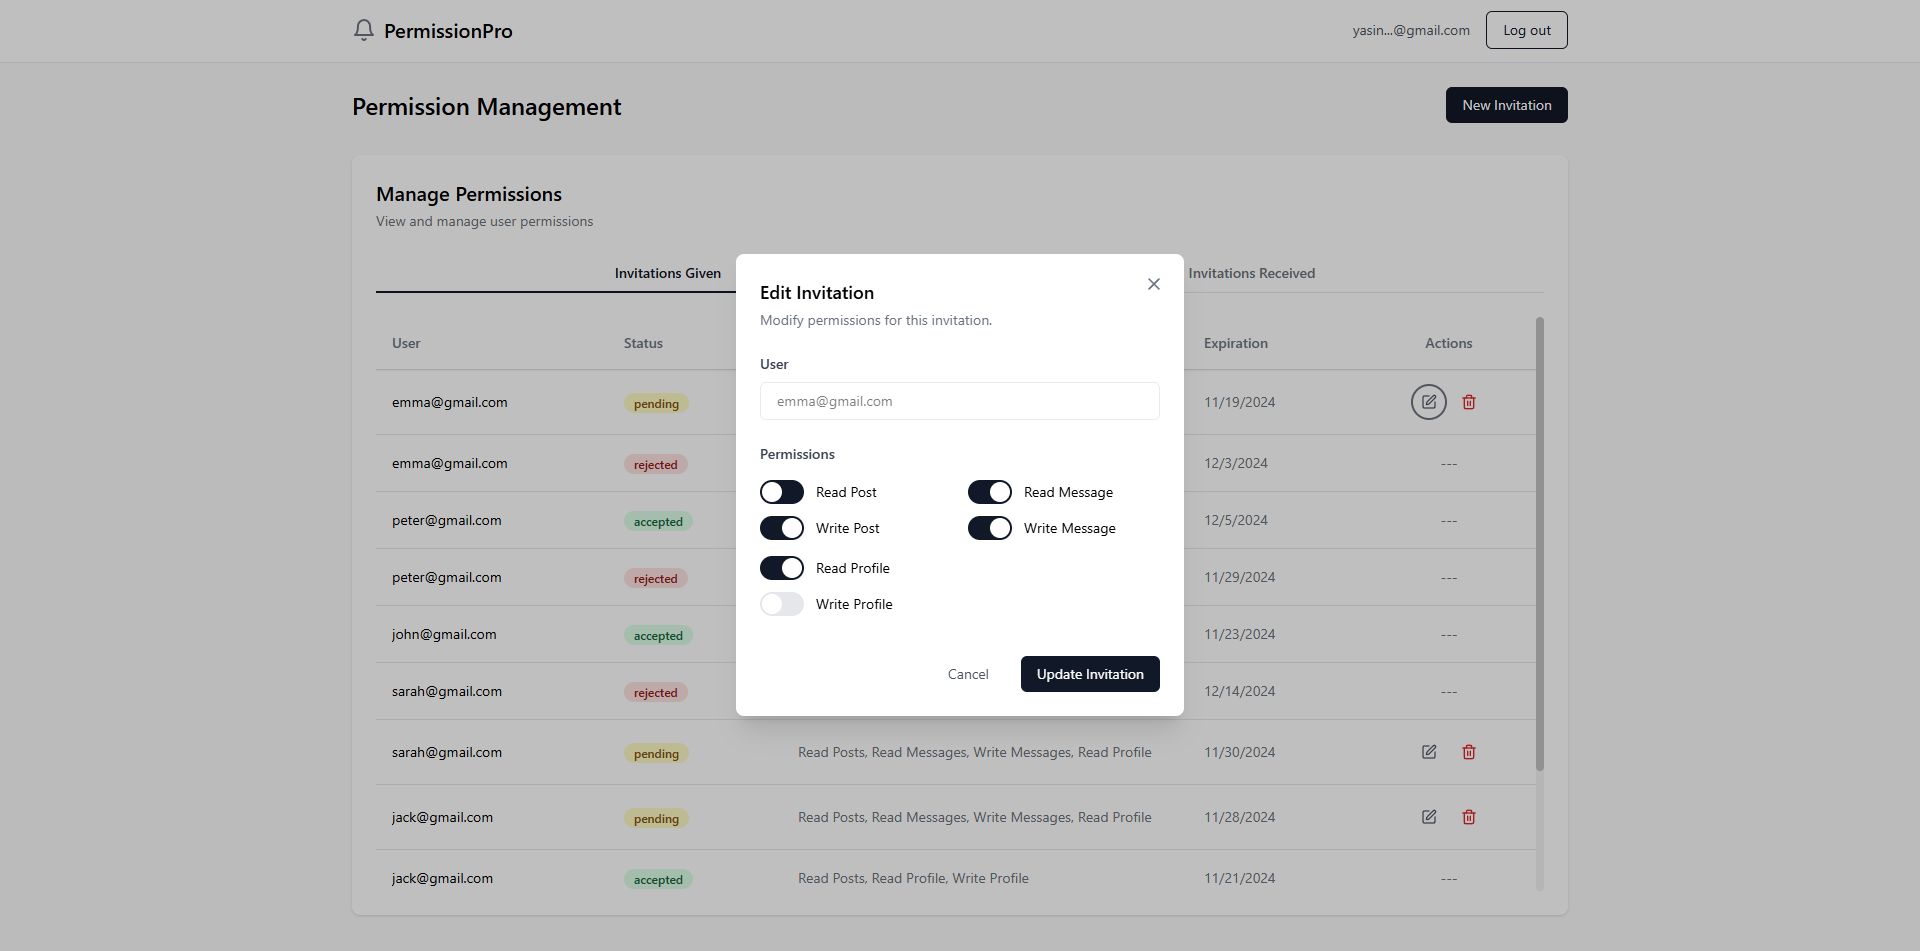 PermissionPro
yasin...@gmail.com
Log out
Permission Management
New Invitation
Manage Permissions
View and manage user permissions
Invitations Given
Invitations Received
User Status Expiration Actions
emma@gmail.com pending 11/19/2024
emma@gmail.com rejected 12/3/2024 ---
peter@gmail.com accepted 12/5/2024 ---
peter@gmail.com rejected 11/29/2024 ---
john@gmail.com accepted 11/23/2024 ---
sarah@gmail.com rejected 12/14/2024 ---
sarah@gmail.com pending Read Posts, Read Messages, Write Messages, Read Profile 11/30/2024
jack@gmail.com pending Read Posts, Read Messages, Write Messages, Read Profile 11/28/2024
jack@gmail.com accepted Read Posts, Read Profile, Write Profile 11/21/2024 ---
Edit Invitation
Modify permissions for this invitation.
User
emma@gmail.com
Permissions
Read Post Read Message
Write Post Write Message
Read Profile
Write Profile
Cancel
Update Invitation